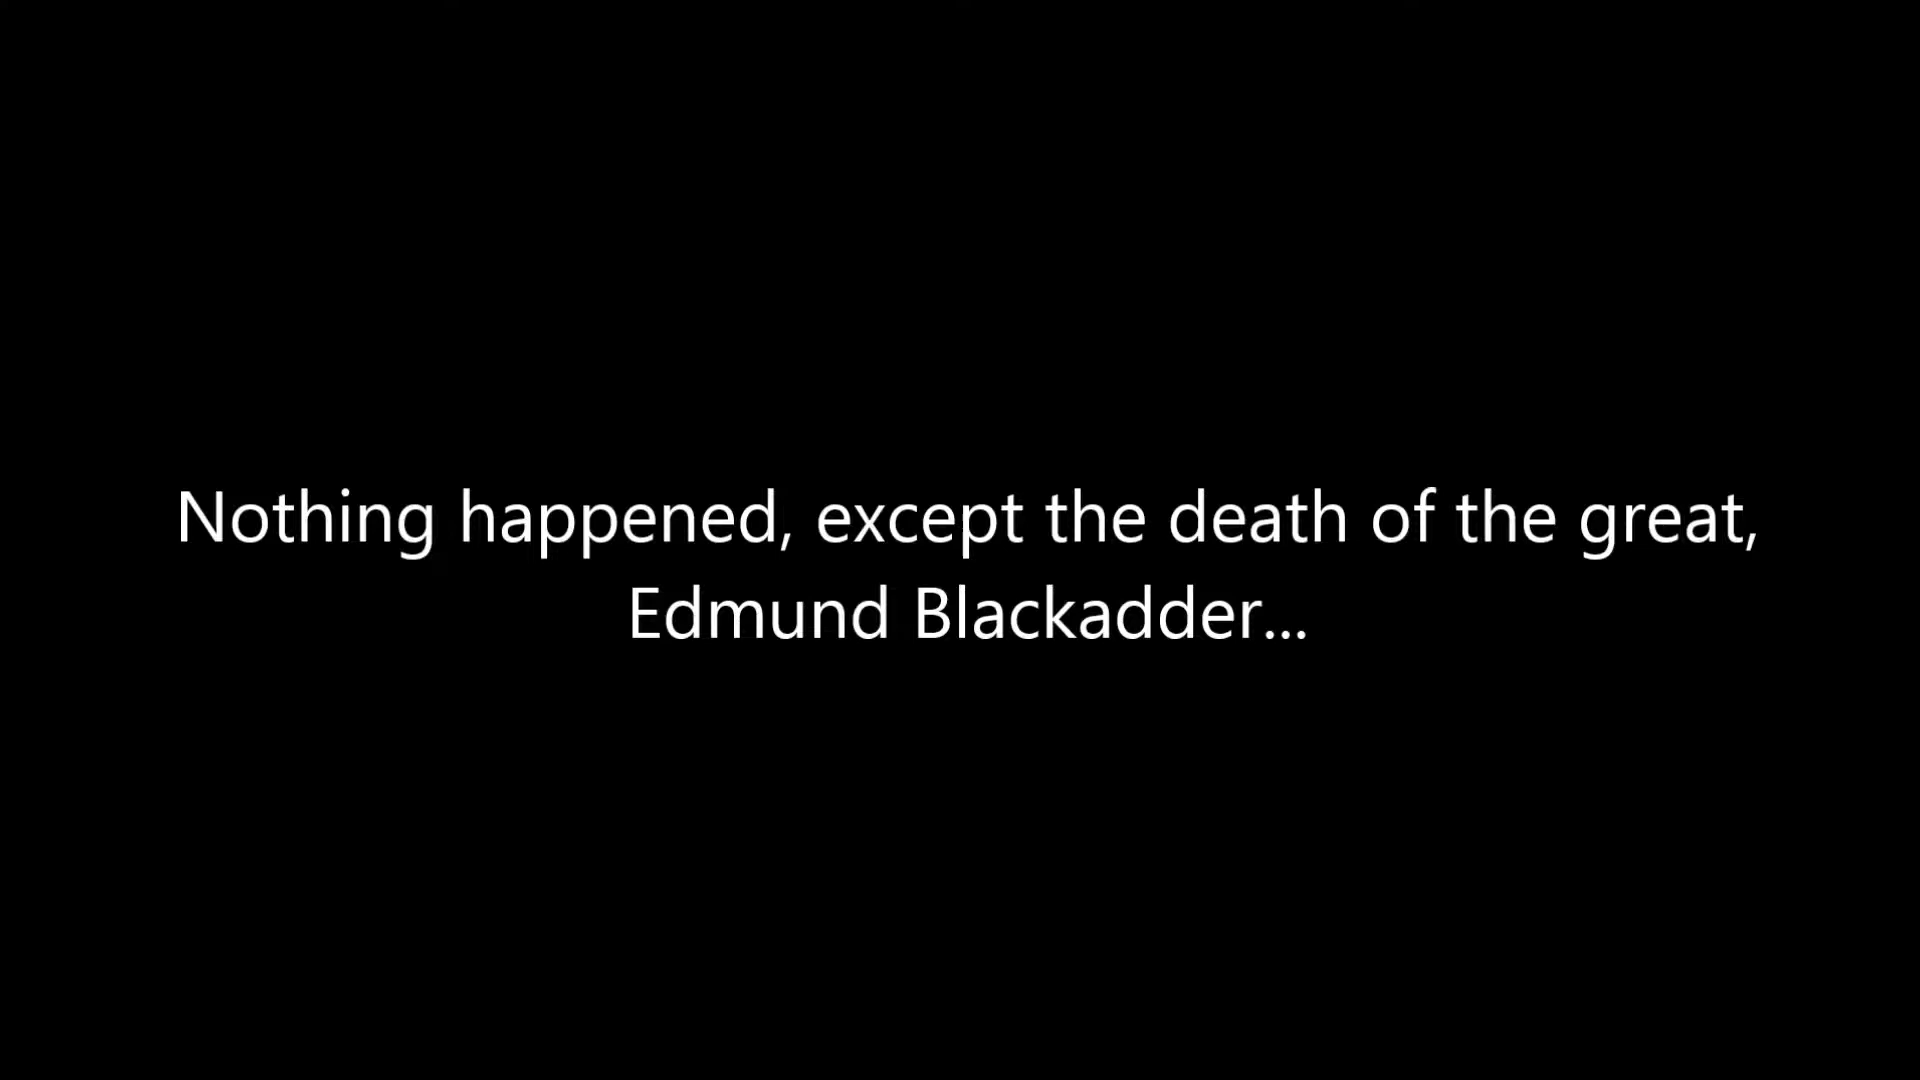 Nothing happened, except the death of the great,
Edmund Blackadder...